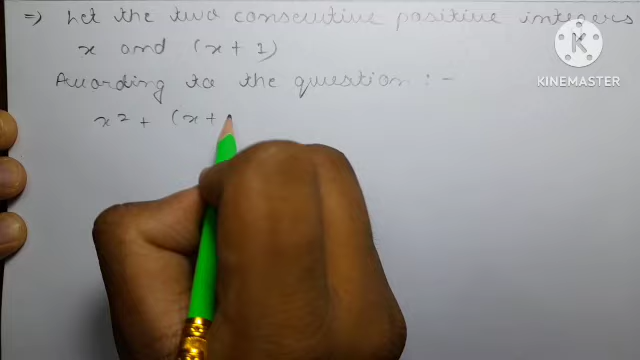 =) Let the two consecutive positive integers
x and (x + 1)
According to the question : -
x² + (x +
KINEMASTER